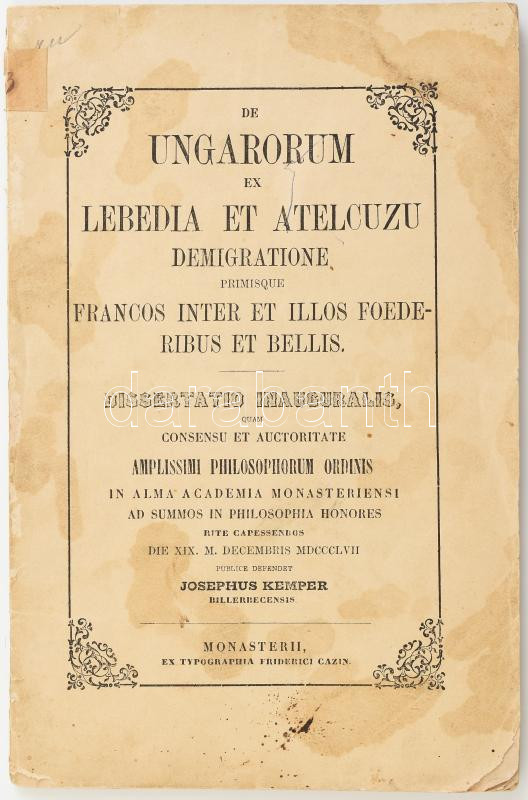 DE
UNGARORUM
EX
LEBEDIA ET ATELCUZU
DEMIGRATIONE
PRIMISQUE
FRANCOS INTER ET ILLOS FOEDE-
RIBUS ET BELLIS.
DISSERTATIO INAUGURALIS,
QUAM
CONSENSU ET AUCTORITATE
AMPLISSIMI PHILOSOPHORUM ORDINIS
IN ALMA ACADEMIA MONASTERIENSI
AD SUMMOS IN PHILOSOPHIA HONORES
RITE CAPESSENDOS
DIE XIX. M. DECEMBRIS MDCCCLVII
PUBLICE DEFENDET
JOSEPHUS KEMPER
BILLERBECENSIS
MONASTERII,
EX TYPOGRAPHIA FRIDERICI CAZIN.
darabanth